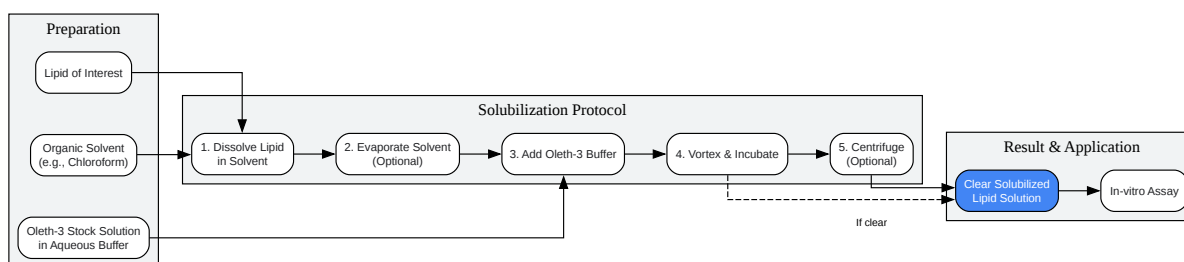 Preparation
Lipid of Interest
Organic Solvent
(e.g., Chloroform)
Oleth-3 Stock Solution
in Aqueous Buffer
Solubilization Protocol
1. Dissolve Lipid
in Solvent
2. Evaporate Solvent
(Optional)
3. Add Oleth-3 Buffer
4. Vortex & Incubate
5. Centrifuge
(Optional)
If clear
Result & Application
Clear Solubilized
Lipid Solution
In-vitro Assay